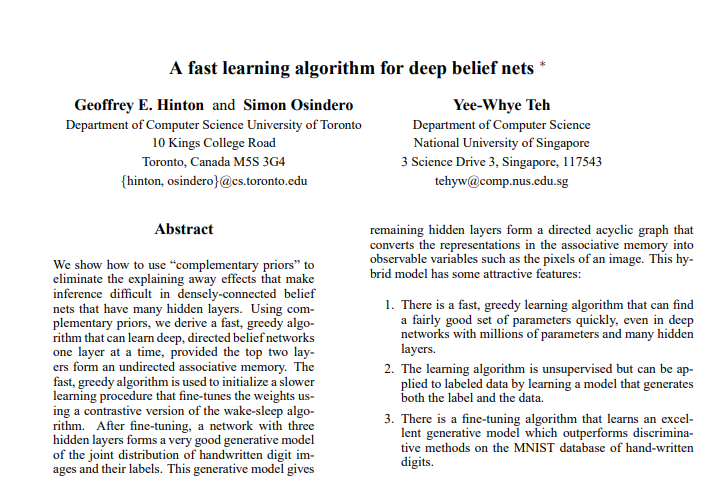 A fast learning algorithm for deep belief nets *
Geoffrey E. Hinton and Simon Osindero
Department of Computer Science University of Toronto
10 Kings College Road
Toronto, Canada M5S 3G4
{hinton, osindero}@cs.toronto.edu
Yee-Whye Teh
Department of Computer Science
National University of Singapore
3 Science Drive 3, Singapore, 117543
tehyw@comp.nus.edu.sg
Abstract
We show how to use “complementary priors” to
eliminate the explaining away effects that make
inference difficult in densely-connected belief
nets that have many hidden layers. Using com-
plementary priors, we derive a fast, greedy algo-
rithm that can learn deep, directed belief networks
one layer at a time, provided the top two lay-
ers form an undirected associative memory. The
fast, greedy algorithm is used to initialize a slower
learning procedure that fine-tunes the weights us-
ing a contrastive version of the wake-sleep algo-
rithm. After fine-tuning, a network with three
hidden layers forms a very good generative model
of the joint distribution of handwritten digit im-
ages and their labels. This generative model gives
remaining hidden layers form a directed acyclic graph that
converts the representations in the associative memory into
observable variables such as the pixels of an image. This hy-
brid model has some attractive features:
1. There is a fast, greedy learning algorithm that can find
a fairly good set of parameters quickly, even in deep
networks with millions of parameters and many hidden
layers.
2. The learning algorithm is unsupervised but can be ap-
plied to labeled data by learning a model that generates
both the label and the data.
3. There is a fine-tuning algorithm that learns an excel-
lent generative model which outperforms discrimina-
tive methods on the MNIST database of hand-written
digits.